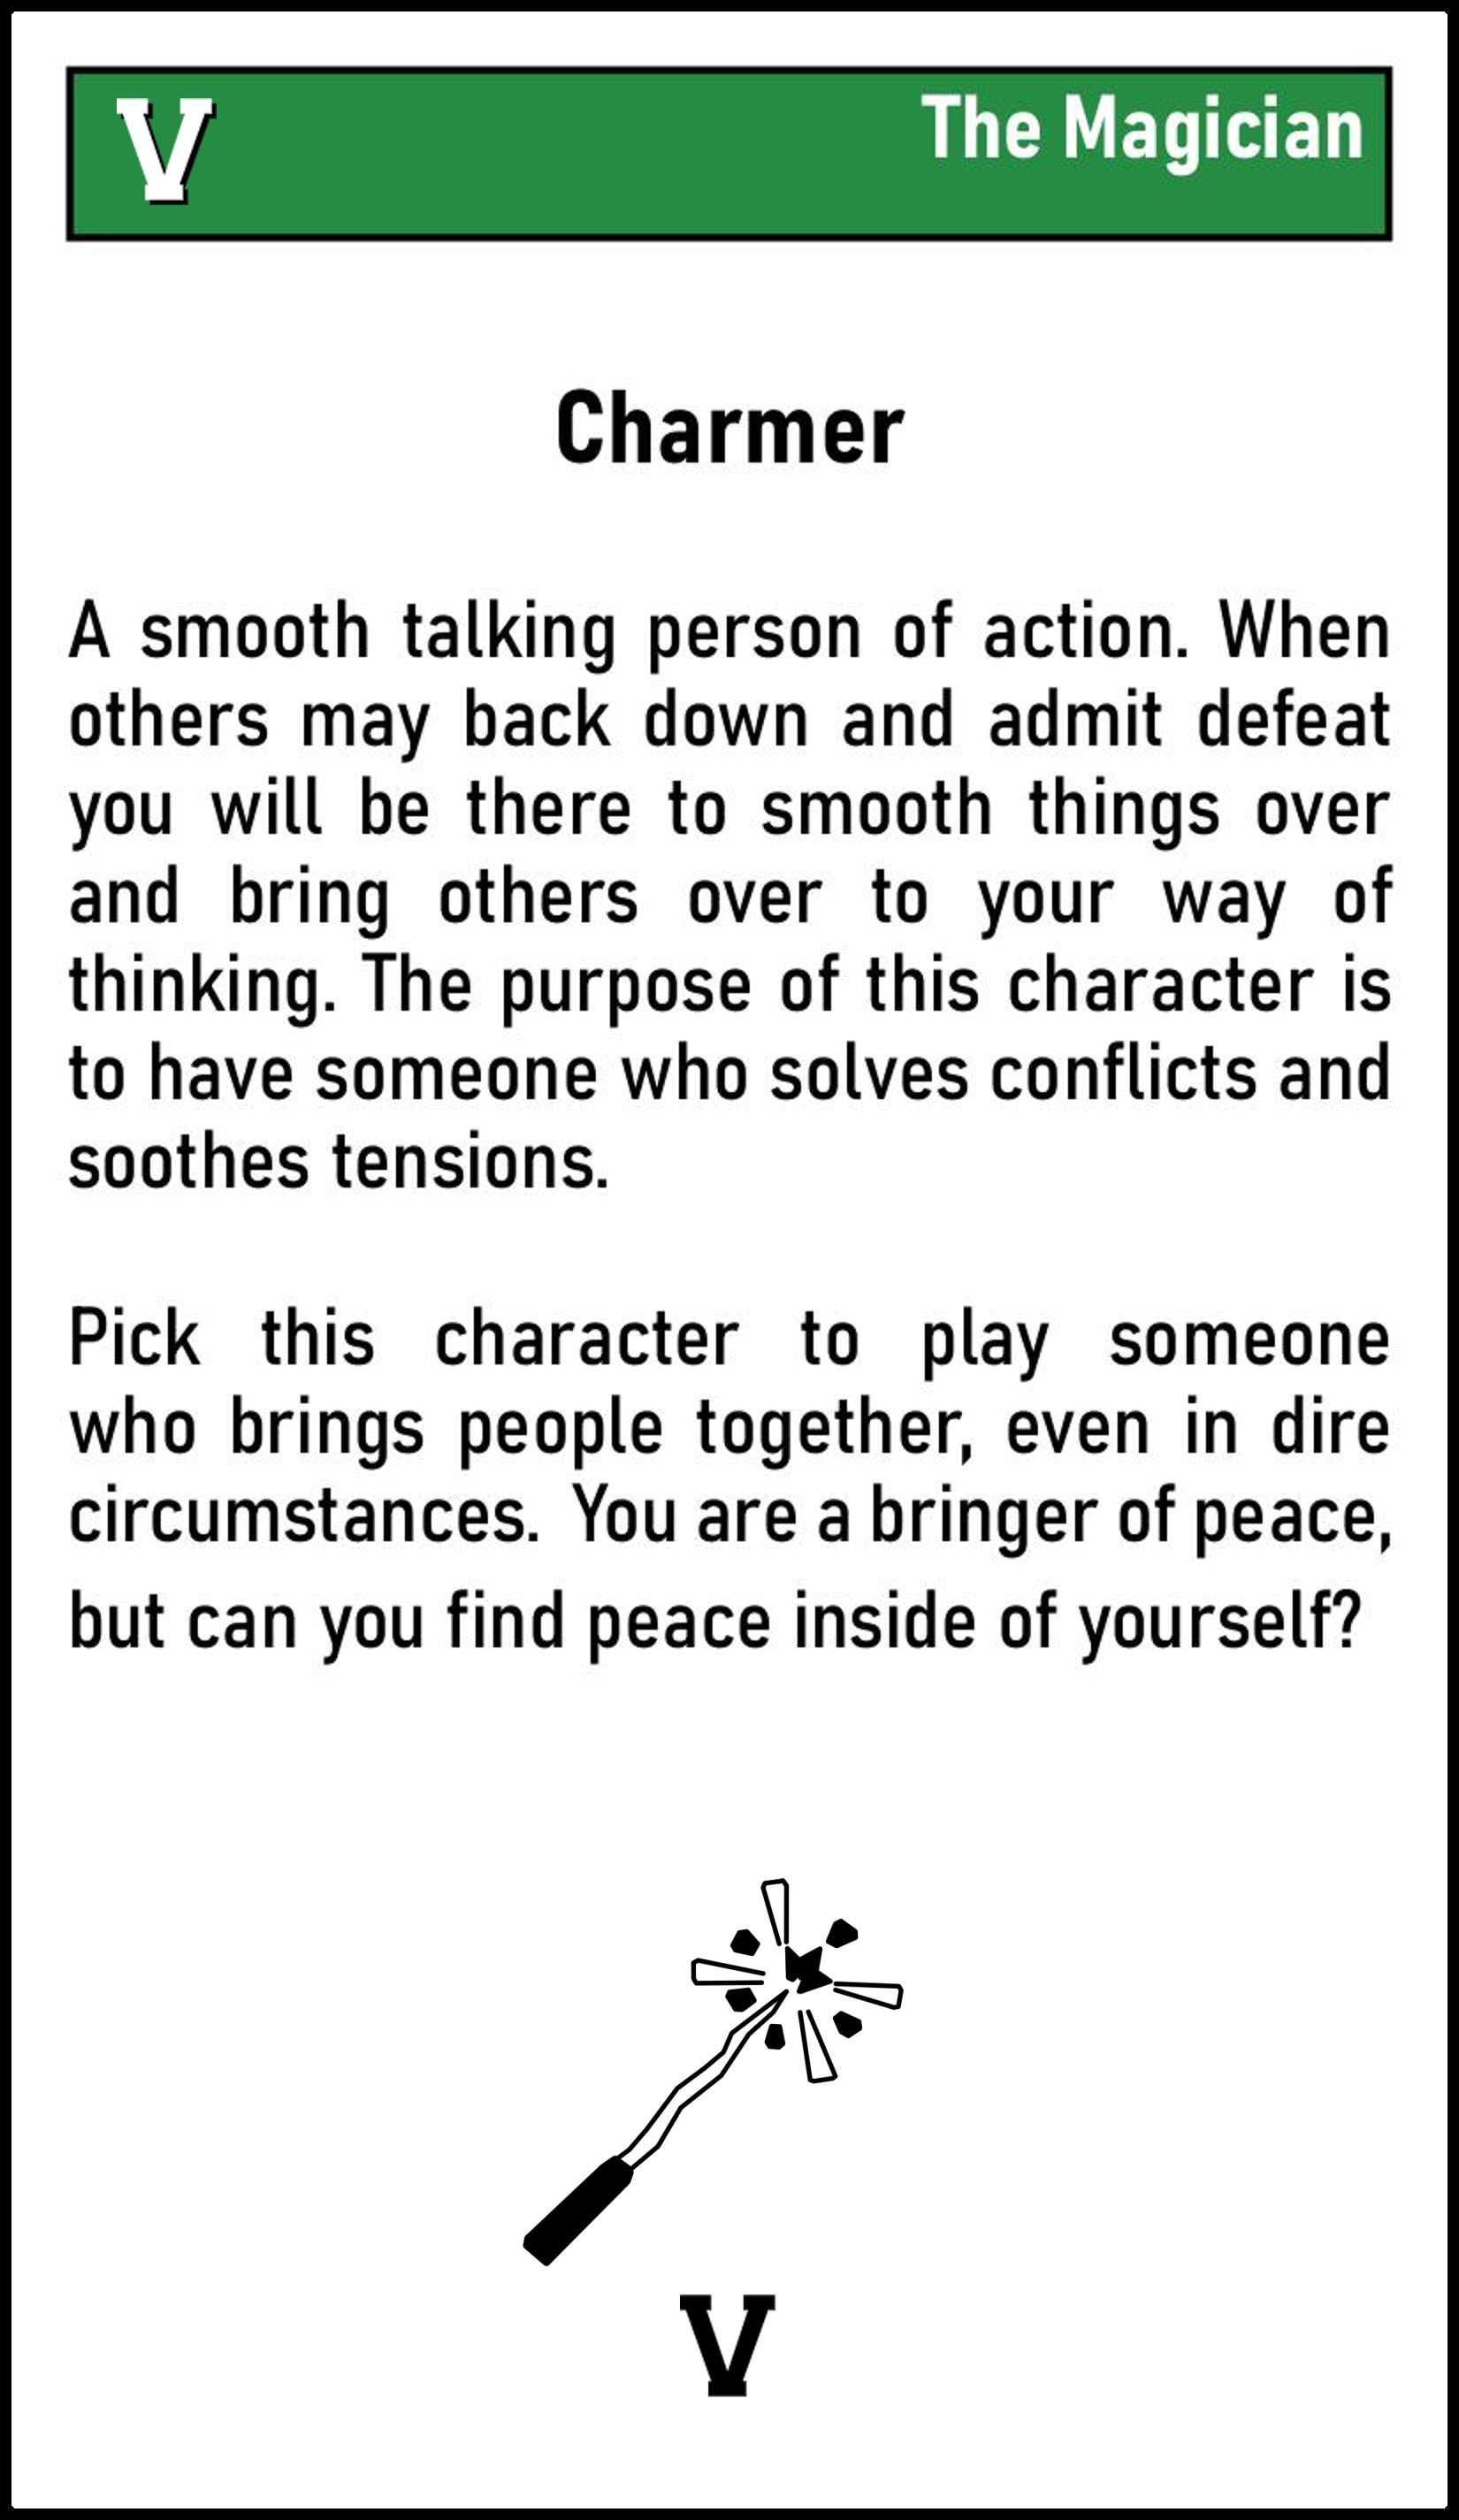 V
The Magician
Charmer
A smooth talking person of action. When
others may back down and admit defeat
you will be there to smooth things over
and bring others over to your way of
thinking. The purpose of this character is
to have someone who solves conflicts and
soothes tensions.
Pick this character to play someone
who brings people together, even in dire
circumstances.  You are a bringer of peace,
but can you find peace inside of yourself?
V